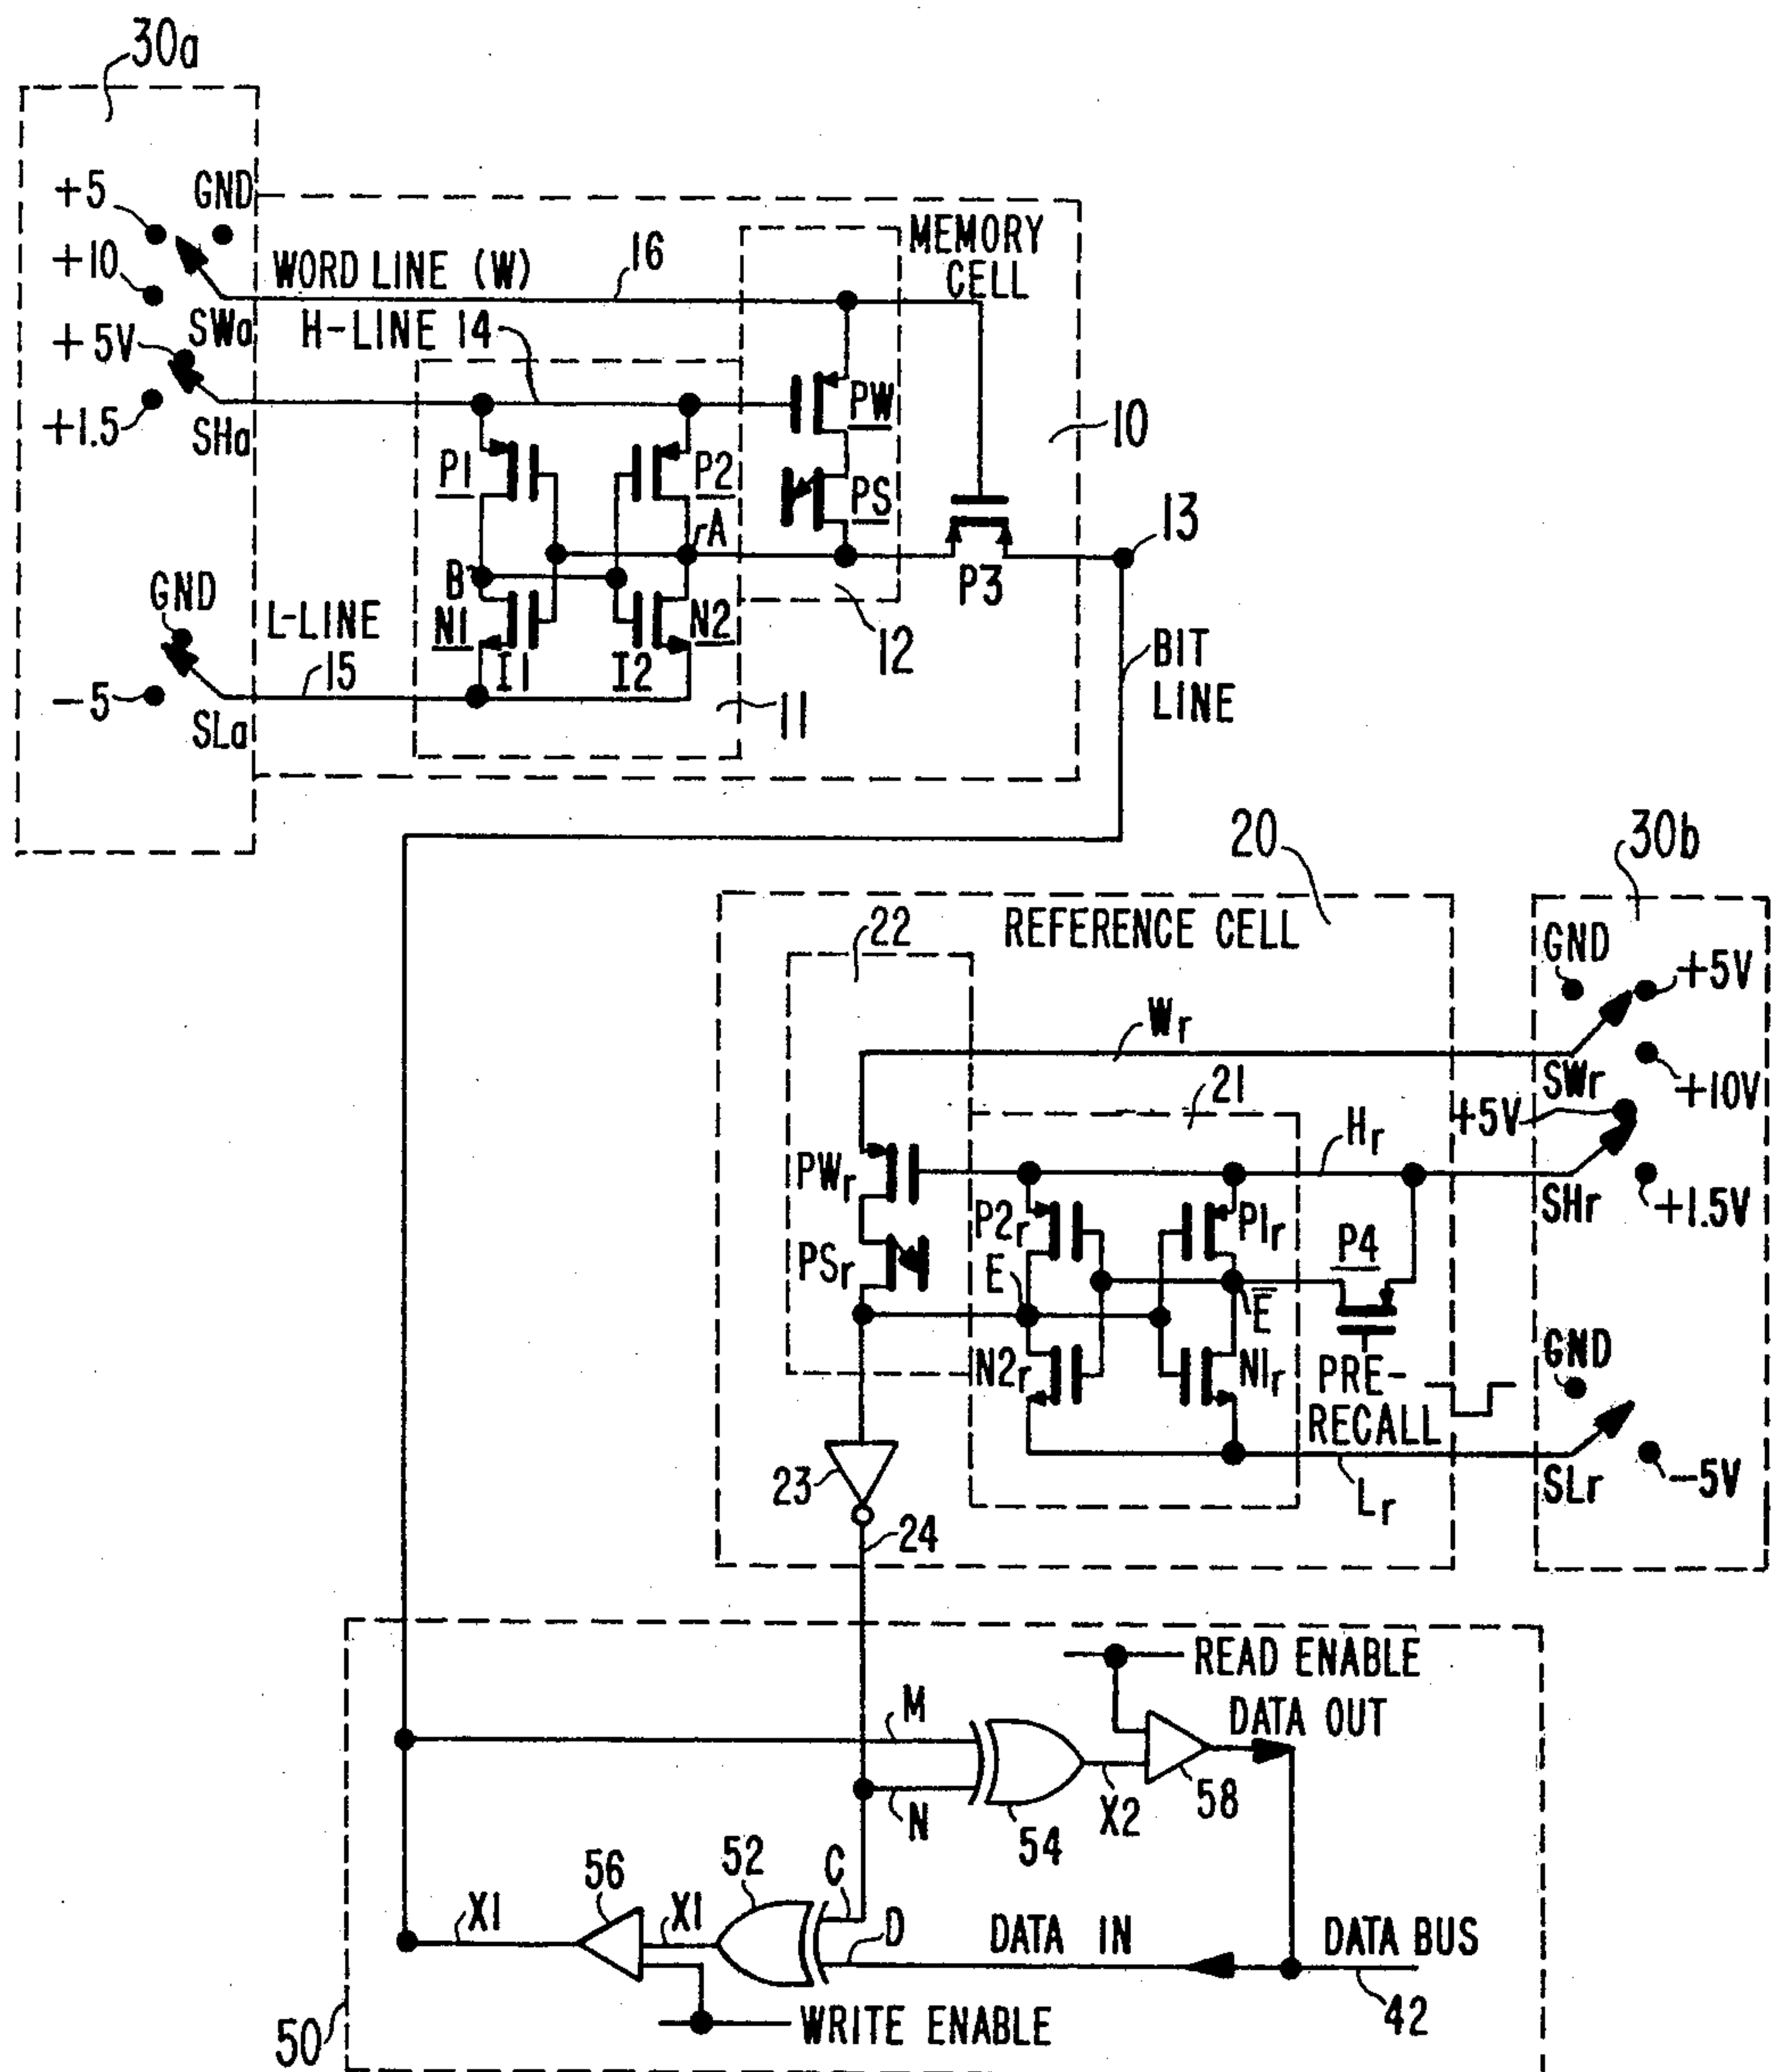 30a
+5
GND
+10
WORD LINE (W)
16
MEMORY
CELL
SWa
+5V
H-LINE 14
+1.5
SHa
PW
10
P1
P2
PS
A
13
B
P3
GND
L-LINE
N1
N2
12
BIT
LINE
I1
I2
15
-5
SLa
11
20
30b
REFERENCE CELL
22
GND
+5V
Wr
SWr
+10V
21
+5V
Hr
PWr
SHr
+1.5V
P2r
P1r
P4
PSr
E
E̅
N2r
N1r
PRE-
RECALL
GND
23
Lr
SLr
-5V
24
READ ENABLE
M
DATA OUT
N
54
X2
58
56
52
C
X1
X1
D
DATA IN
DATA BUS
42
50
WRITE ENABLE